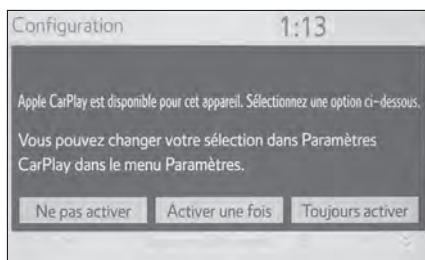 Configuration 1:13
Apple CarPlay est disponible pour cet appareil. Sélectionnez une option ci-dessous.
Vous pouvez changer votre sélection dans Paramètres
CarPlay dans le menu Paramètres.
Ne pas activer Activer une fois Toujours activer